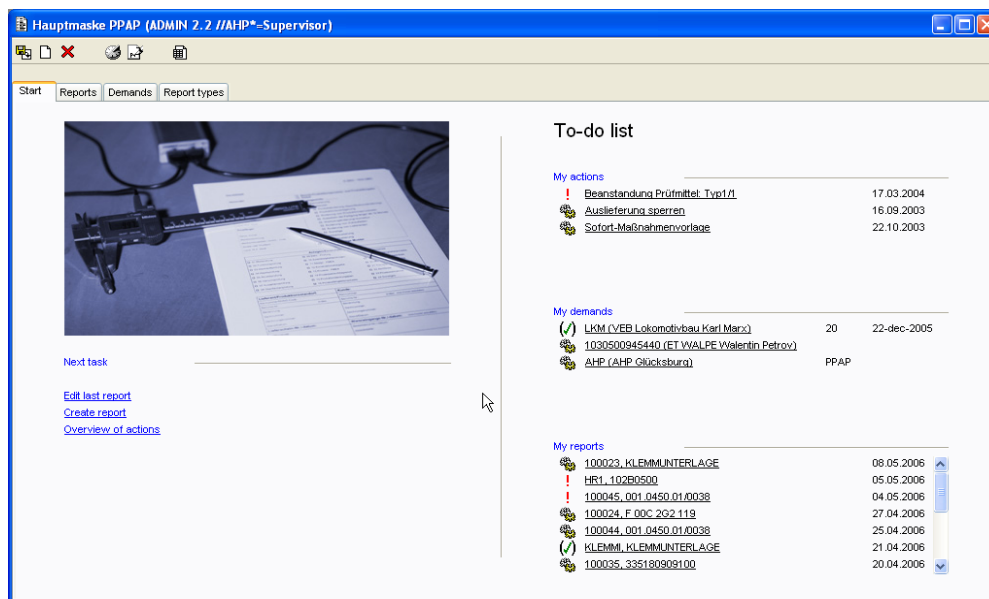 Hauptmaske PPAP (ADMIN 2.2 //AHP*=Supervisor)
Start Reports Demands Report types
To-do list
My actions
! Beanstandung Prüfmittel: Typ1/1 17.03.2004
Auslieferung sperren 16.09.2003
Sofort-Maßnahmenvorlage 22.10.2003
My demands
LKM (VEB Lokomotivbau Karl Marx) 20 22-dec-2005
1030500945440 (ET WALPE Walentin Petrov)
AHP (AHP Glücksburg) PPAP
Next task
Edit last report
Create report
Overview of actions
My reports
100023, KLEMMUNTERLAGE 08.05.2006
! HR1, 102B0500 05.05.2006
! 100045, 001.0450.01/0038 04.05.2006
100024, F 00C 2G2 119 27.04.2006
100044, 001.0450.01/0038 25.04.2006
KLEMMI, KLEMMUNTERLAGE 21.04.2006
100035, 335180909100 20.04.2006